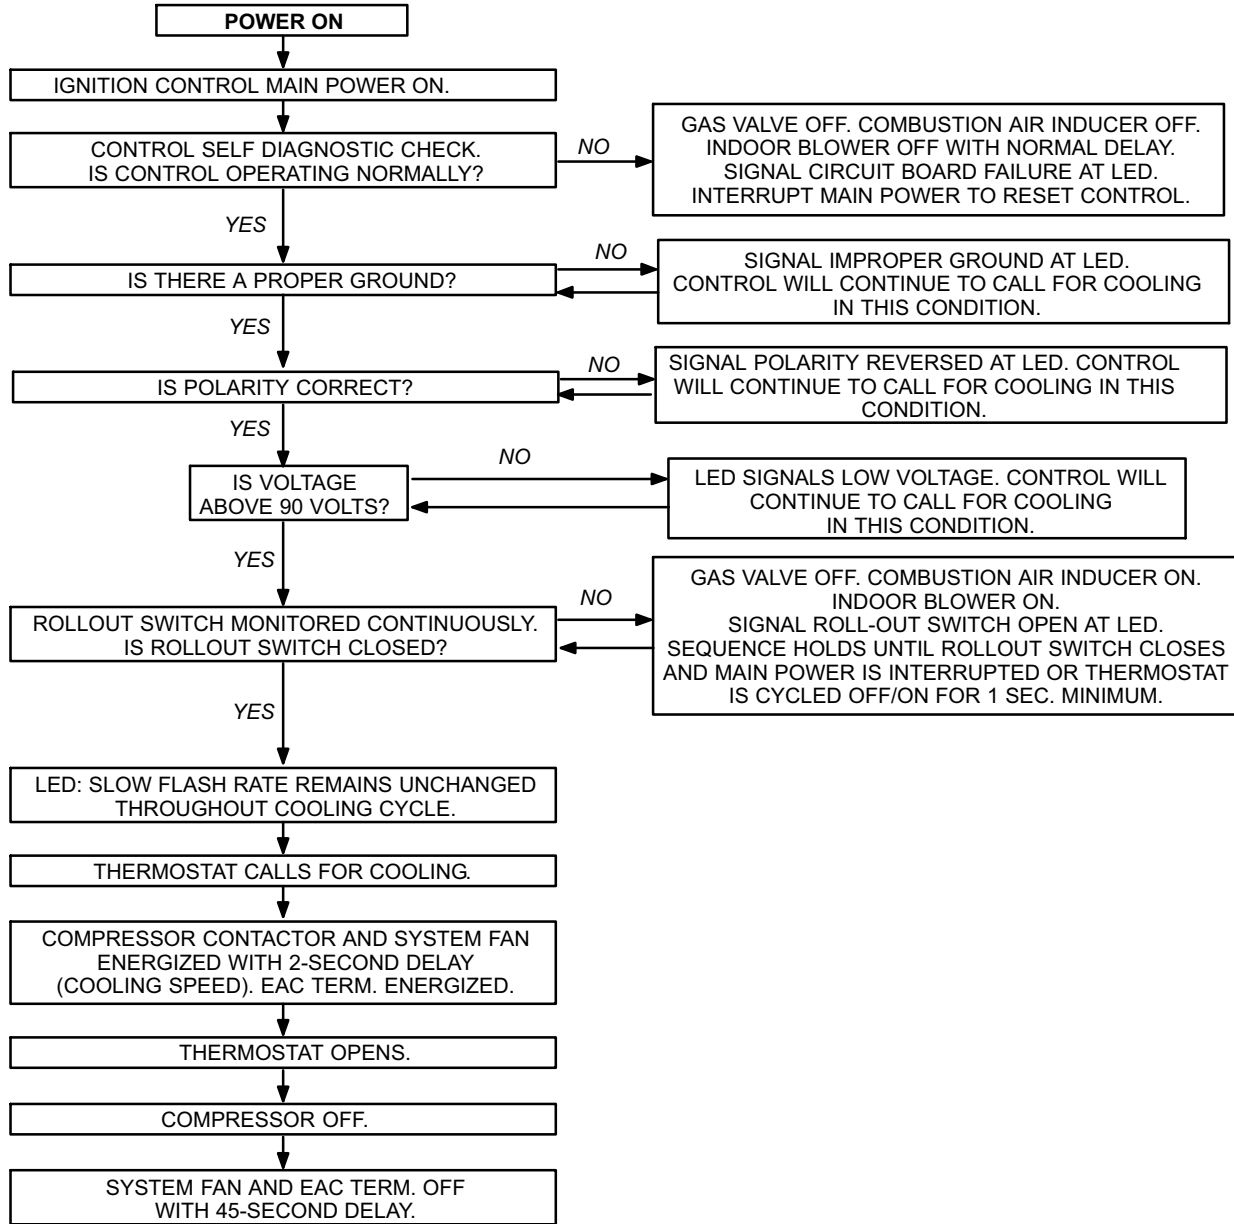 POWER ON
IGNITION CONTROL MAIN POWER ON.
CONTROL SELF DIAGNOSTIC CHECK.
IS CONTROL OPERATING NORMALLY?
NO
GAS VALVE OFF. COMBUSTION AIR INDUCER OFF.
INDOOR BLOWER OFF WITH NORMAL DELAY.
SIGNAL CIRCUIT BOARD FAILURE AT LED.
INTERRUPT MAIN POWER TO RESET CONTROL.
YES
IS THERE A PROPER GROUND?
NO
SIGNAL IMPROPER GROUND AT LED.
CONTROL WILL CONTINUE TO CALL FOR COOLING
IN THIS CONDITION.
YES
IS POLARITY CORRECT?
NO
SIGNAL POLARITY REVERSED AT LED. CONTROL
WILL CONTINUE TO CALL FOR COOLING IN THIS
CONDITION.
YES
IS VOLTAGE
ABOVE 90 VOLTS?
NO
LED SIGNALS LOW VOLTAGE. CONTROL WILL
CONTINUE TO CALL FOR COOLING
IN THIS CONDITION.
YES
ROLLOUT SWITCH MONITORED CONTINUOUSLY.
IS ROLLOUT SWITCH CLOSED?
NO
GAS VALVE OFF. COMBUSTION AIR INDUCER ON.
INDOOR BLOWER ON.
SIGNAL ROLL-OUT SWITCH OPEN AT LED.
SEQUENCE HOLDS UNTIL ROLLOUT SWITCH CLOSES
AND MAIN POWER IS INTERRUPTED OR THERMOSTAT
IS CYCLED OFF/ON FOR 1 SEC. MINIMUM.
YES
LED: SLOW FLASH RATE REMAINS UNCHANGED
THROUGHOUT COOLING CYCLE.
THERMOSTAT CALLS FOR COOLING.
COMPRESSOR CONTACTOR AND SYSTEM FAN
ENERGIZED WITH 2-SECOND DELAY
(COOLING SPEED). EAC TERM. ENERGIZED.
THERMOSTAT OPENS.
COMPRESSOR OFF.
SYSTEM FAN AND EAC TERM. OFF
WITH 45-SECOND DELAY.